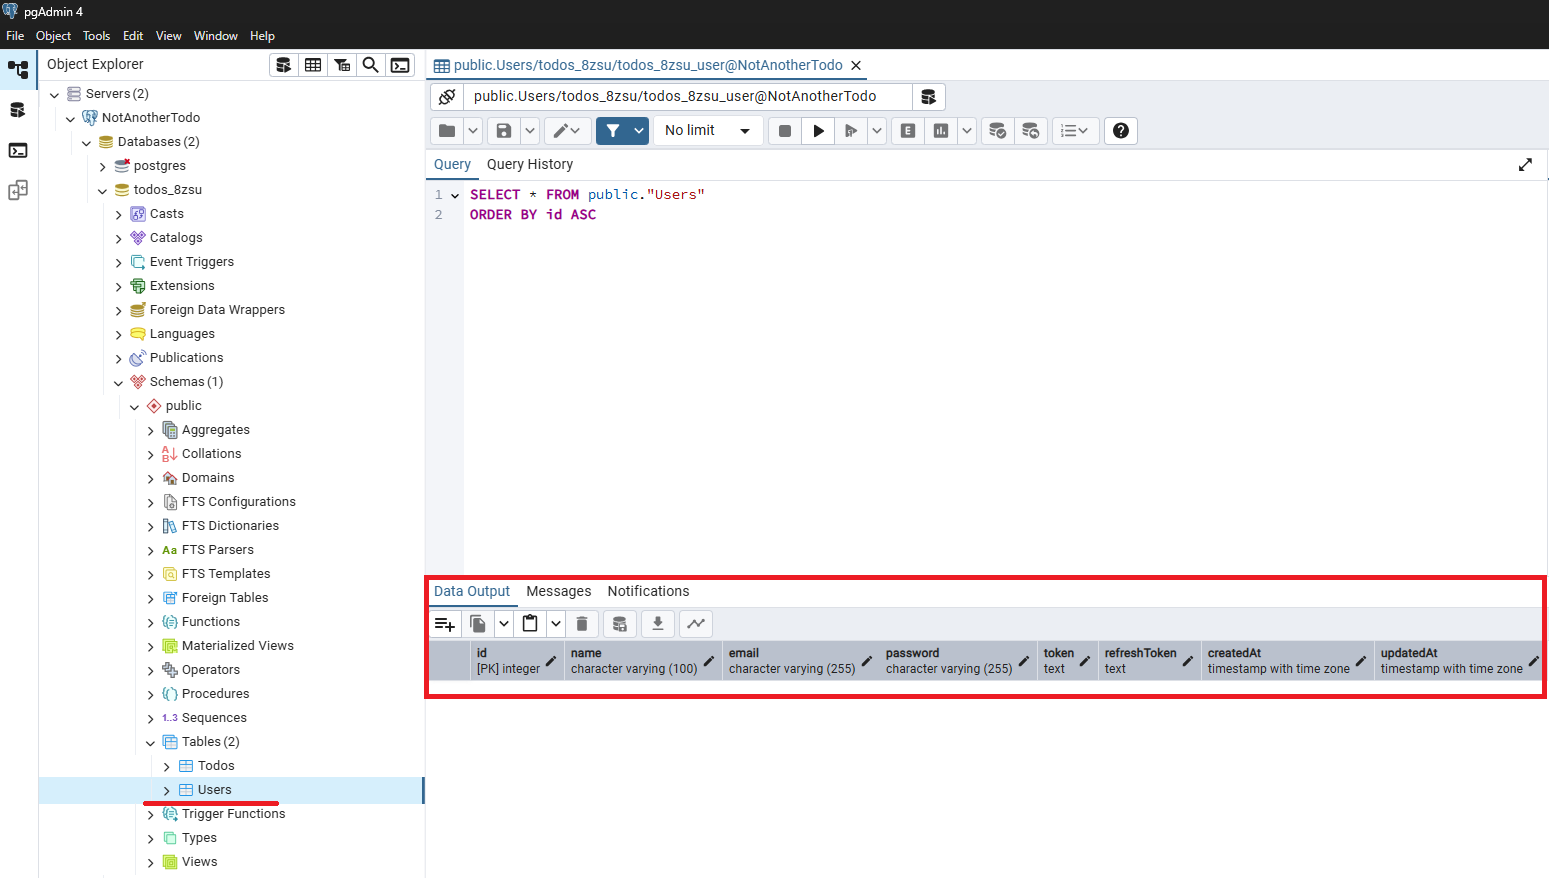 pgAdmin 4
File Object Tools Edit View Window Help
Object Explorer
public.Users/todos_8zsu/todos_8zsu_user@NotAnotherTodo
public.Users/todos_8zsu/todos_8zsu_user@NotAnotherTodo
No limit
Query Query History
1 SELECT * FROM public."Users"
2 ORDER BY id ASC
Servers (2)
NotAnotherTodo
Databases (2)
postgres
todos_8zsu
Casts
Catalogs
Event Triggers
Extensions
Foreign Data Wrappers
Languages
Publications
Schemas (1)
public
Aggregates
Collations
Domains
FTS Configurations
FTS Dictionaries
Aa FTS Parsers
FTS Templates
Foreign Tables
Functions
Materialized Views
Operators
Procedures
1..3 Sequences
Tables (2)
Todos
Users
Trigger Functions
Types
Views
Data Output Messages Notifications
id name email password token refreshToken createdAt updatedAt
[PK] integer character varying (100) character varying (255) character varying (255) text text timestamp with time zone timestamp with time zone